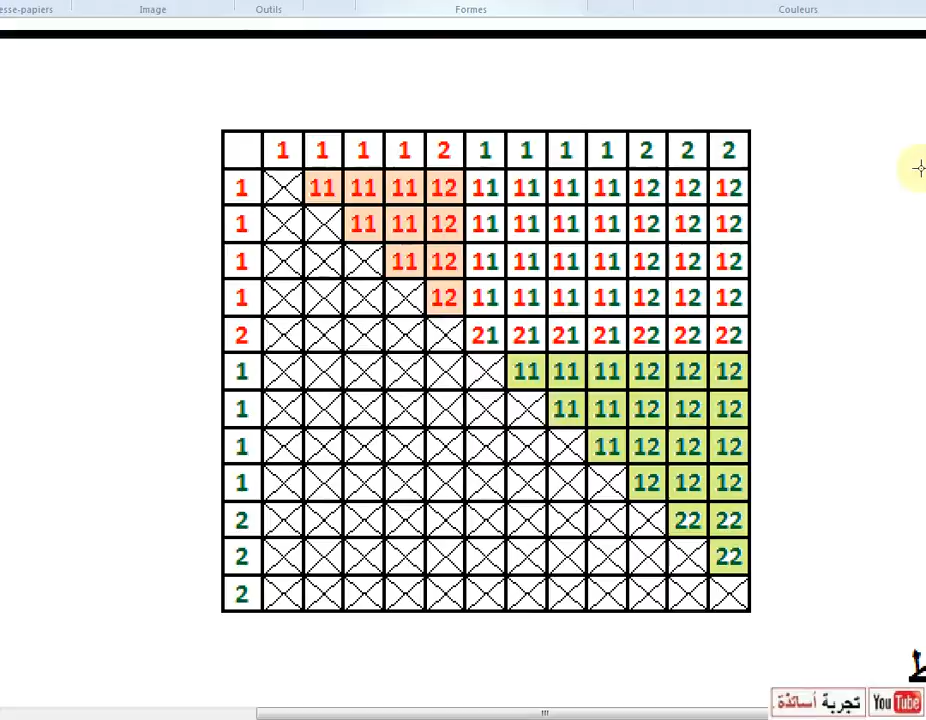 esse-papiers Image Outils Formes Couleurs
1 1 1 1 2 1 1 1 1 2 2 2
1 11 11 11 12 11 11 11 11 12 12 12
1 11 11 12 11 11 11 11 12 12 12
1 11 12 11 11 11 11 12 12 12
1 12 11 11 11 11 12 12 12
2 21 21 21 21 22 22 22
1 11 11 11 12 12 12
1 11 11 12 12 12
1 11 12 12 12
1 12 12 12
2 22 22
2 22
2
تجربة أساتذة. YouTube